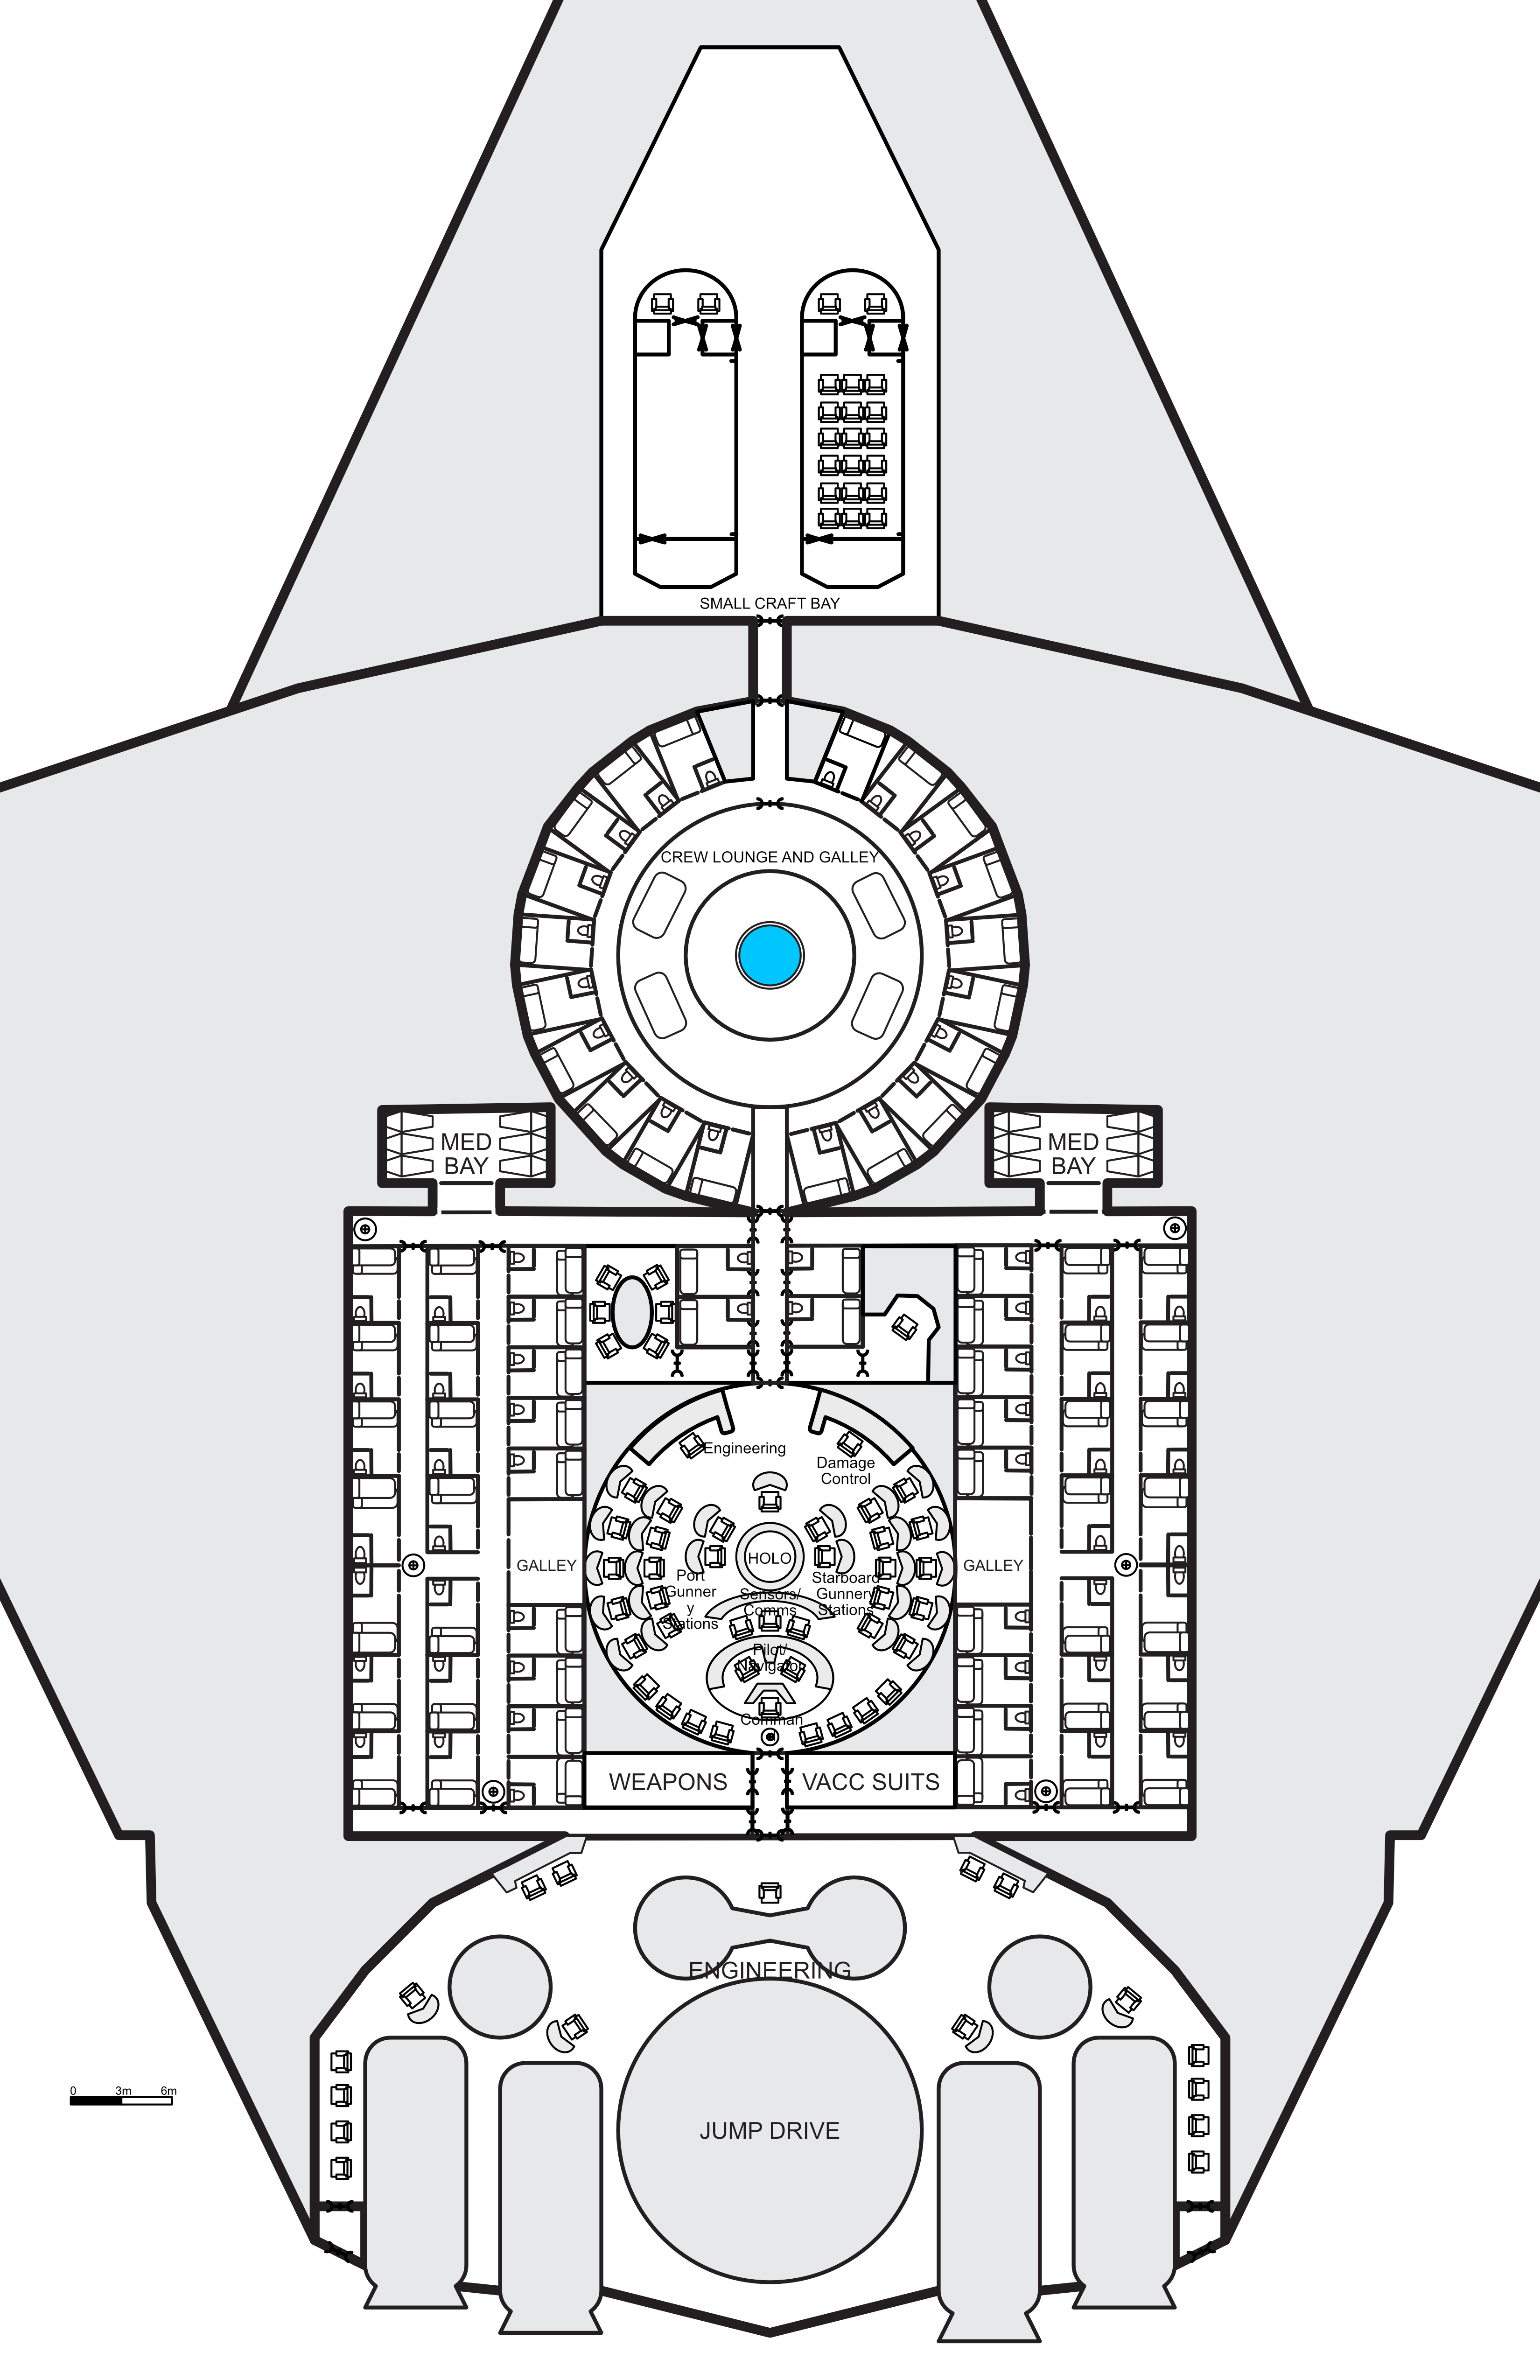 SMALL CRAFT BAY
CREW LOUNGE AND GALLEY
MED
BAY
MED
BAY
Engineering
Damage
Control
HOLO
GALLEY
GALLEY
Port
Gunner
y
Stations
Sensors/
Comms
Starboard
Gunnery
Stations
Pilot/
Navigator
Comman
d
WEAPONS
VACC SUITS
ENGINEERING
0 3m 6m
JUMP DRIVE